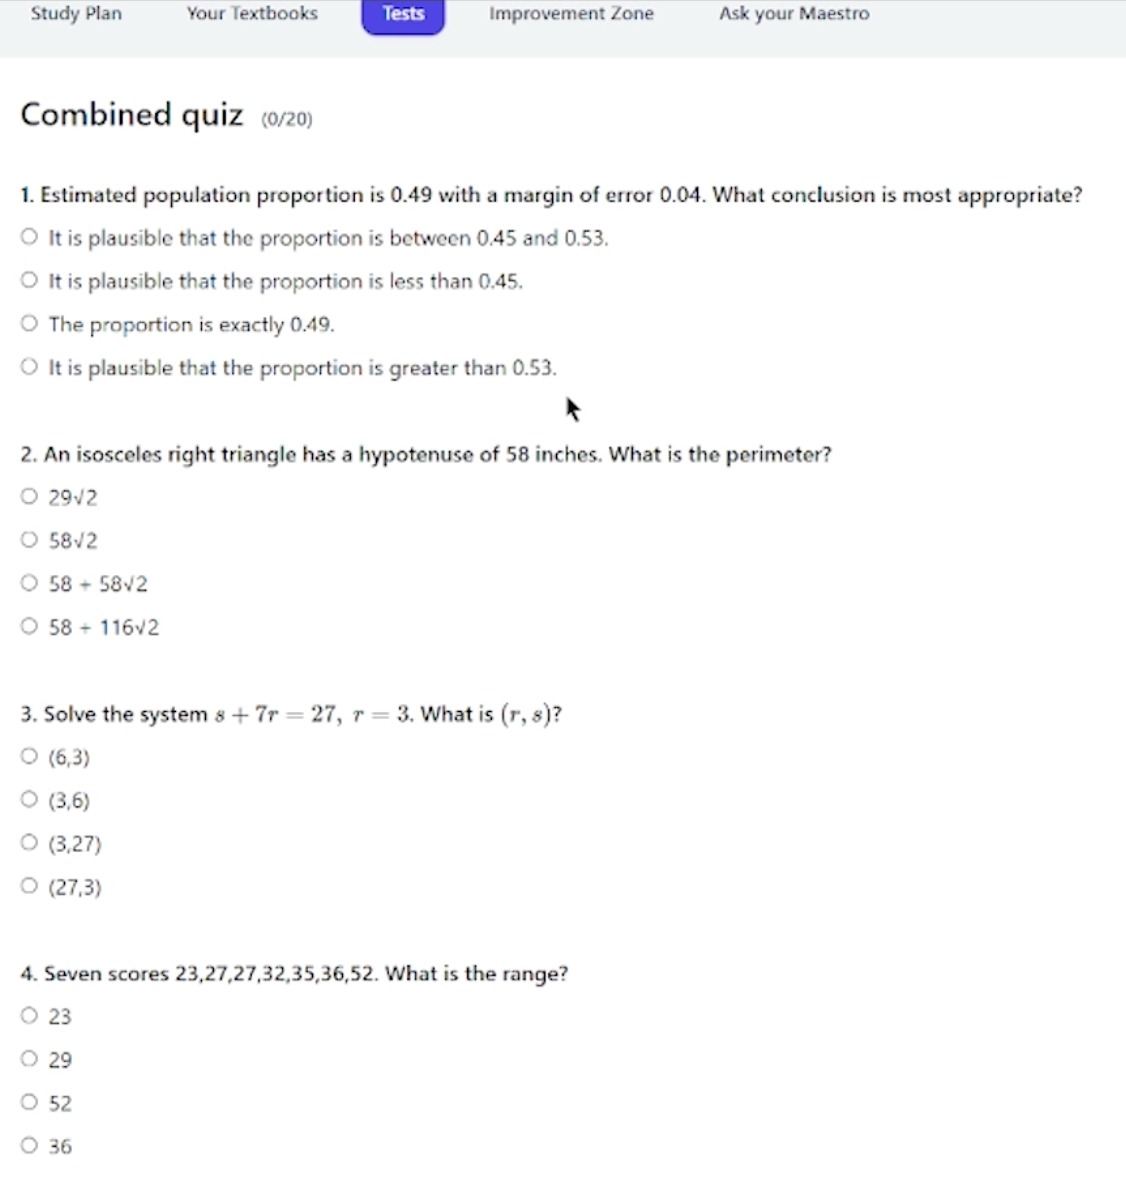 Study Plan Your Textbooks Tests Improvement Zone Ask your Maestro
Combined quiz (0/20)
1. Estimated population proportion is 0.49 with a margin of error 0.04. What conclusion is most appropriate?
It is plausible that the proportion is between 0.45 and 0.53.
It is plausible that the proportion is less than 0.45.
The proportion is exactly 0.49.
It is plausible that the proportion is greater than 0.53.
2. An isosceles right triangle has a hypotenuse of 58 inches. What is the perimeter?
29√2
58√2
58 + 58√2
58 + 116√2
3. Solve the system s + 7r = 27, r = 3. What is (r, s)?
(6,3)
(3,6)
(3,27)
(27,3)
4. Seven scores 23,27,27,32,35,36,52. What is the range?
23
29
52
36